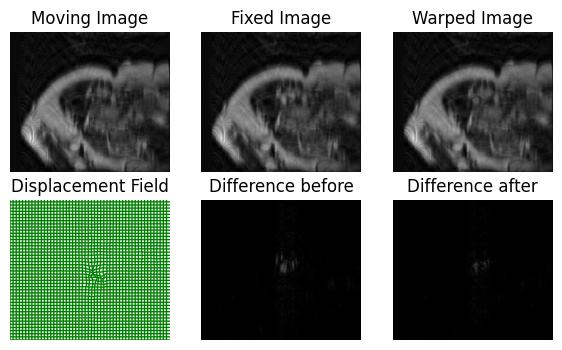 Moving Image
Fixed Image
Warped Image
Displacement Field
Difference before
Difference after